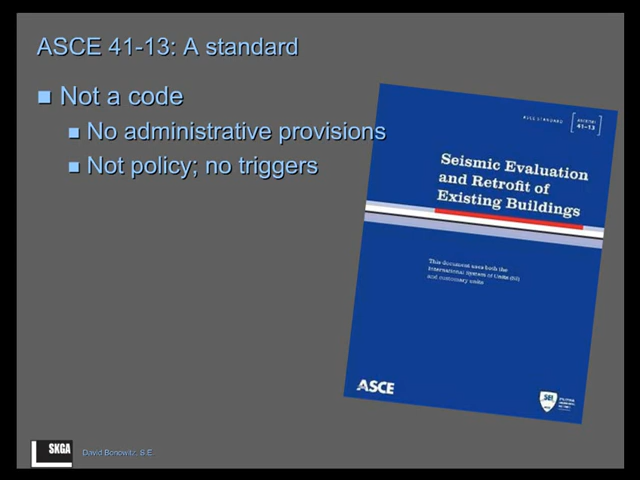 ASCE 41-13: A standard
Not a code
No administrative provisions
Not policy; no triggers
ASCE STANDARD
ASCE/SEI
41-13
Seismic Evaluation
and Retrofit of
Existing Buildings
This document uses both the
International System of Units (SI)
and customary units
ASCE
SEI
SKGA
David Bonowitz, S.E.